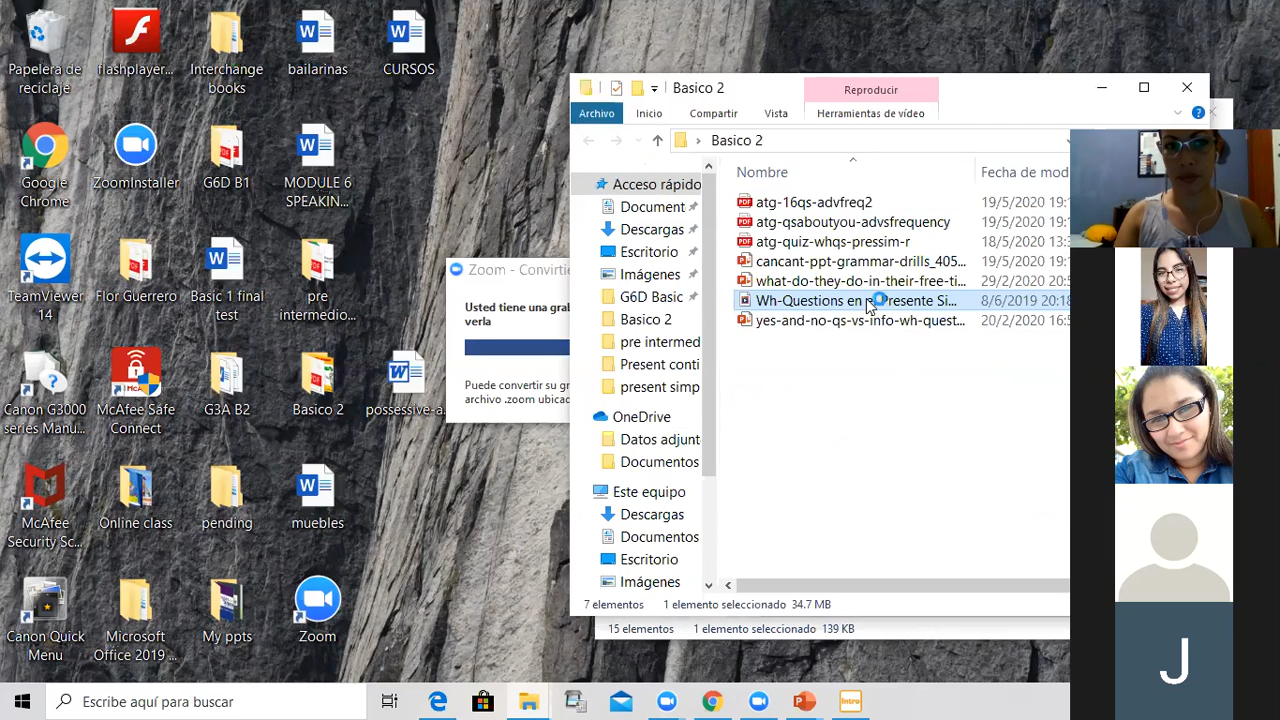 Papelera de
reciclaje
flashplayer...
Interchange
books
bailarinas
CURSOS
Google
Chrome
ZoomInstaller
G6D B1
MODULE 6
SPEAKIN...
TeamViewer
14
Flor Guerrero
Basic 1 final
test
pre
intermedio...
Canon G3000
series Manu...
McAfee Safe
Connect
G3A B2
Basico 2
possessive-a...
McAfee
Security Sc...
Online class
pending
muebles
Canon Quick
Menu
Microsoft
Office 2019 ...
My ppts
Zoom
Zoom - Convirtie
Usted tiene una grab
verla
Puede convertir su gr
archivo .zoom ubicad
Basico 2
Reproducir
Archivo
Inicio
Compartir
Vista
Herramientas de vídeo
Basico 2
Nombre
Fecha de mod
Acceso rápido
Document
Descargas
Escritorio
Imágenes
G6D Basic
Basico 2
pre intermed
Present conti
present simp
OneDrive
Datos adjunt
Documentos
Este equipo
Descargas
Documentos
Escritorio
Imágenes
atg-16qs-advfreq2
19/5/2020 19:1
atg-qsaboutyou-advsfrequency
19/5/2020 19:1
atg-quiz-whqs-pressim-r
18/5/2020 13:3
cancant-ppt-grammar-drills_405...
19/5/2020 19:1
what-do-they-do-in-their-free-ti...
29/2/2020
Wh-Questions en e Presente Si...
8/6/2019 20:18
yes-and-no-qs-vs-info-wh-quest...
20/2/2020 16:5
7 elementos
1 elemento seleccionado 34.7 MB
15 elementos
1 elemento seleccionado 139 KB
J
Escribe aquí para buscar
Intro